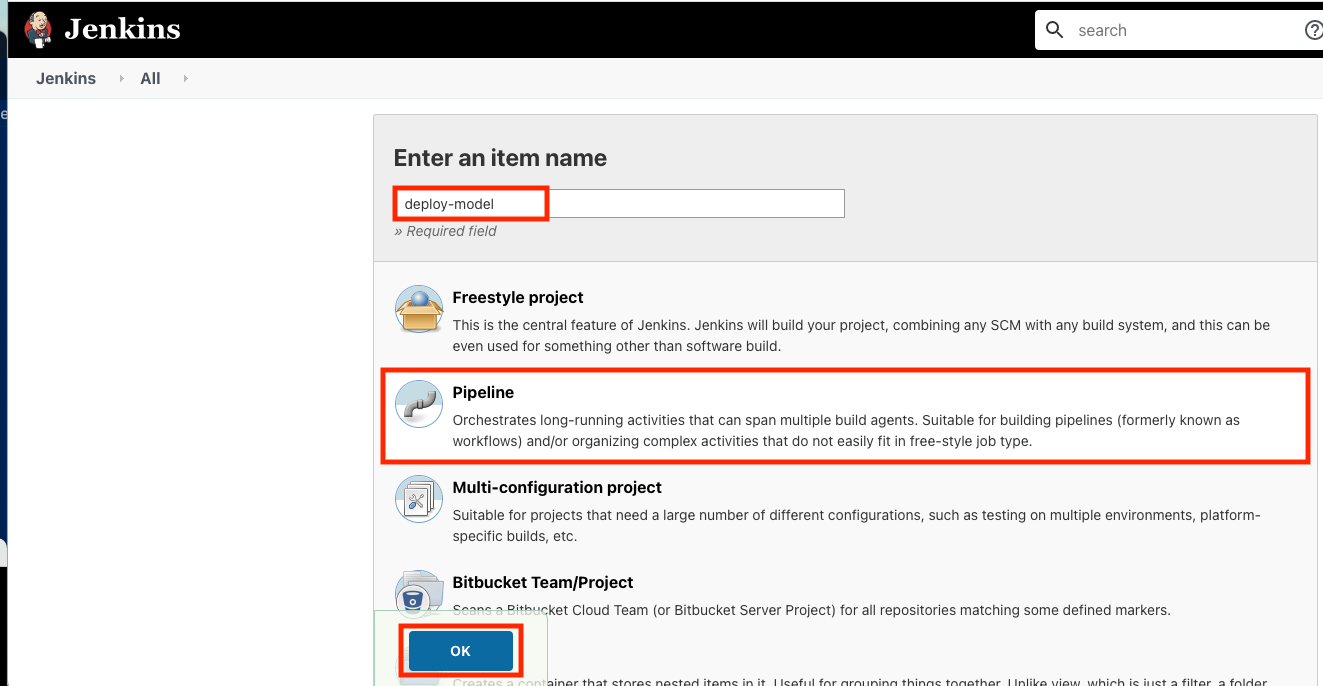 Jenkins
search
Jenkins
All
Enter an item name
deploy-model
» Required field
Freestyle project
This is the central feature of Jenkins. Jenkins will build your project, combining any SCM with any build system, and this can be
even used for something other than software build.
Pipeline
Orchestrates long-running activities that can span multiple build agents. Suitable for building pipelines (formerly known as
workflows) and/or organizing complex activities that do not easily fit in free-style job type.
Multi-configuration project
Suitable for projects that need a large number of different configurations, such as testing on multiple environments, platform-
specific builds, etc.
Bitbucket Team/Project
Scans a Bitbucket Cloud Team (or Bitbucket Server Project) for all repositories matching some defined markers.
OK
Creates a container that stores nested items in it. Useful for grouping things together. Unlike view, which is just a filter, a folder